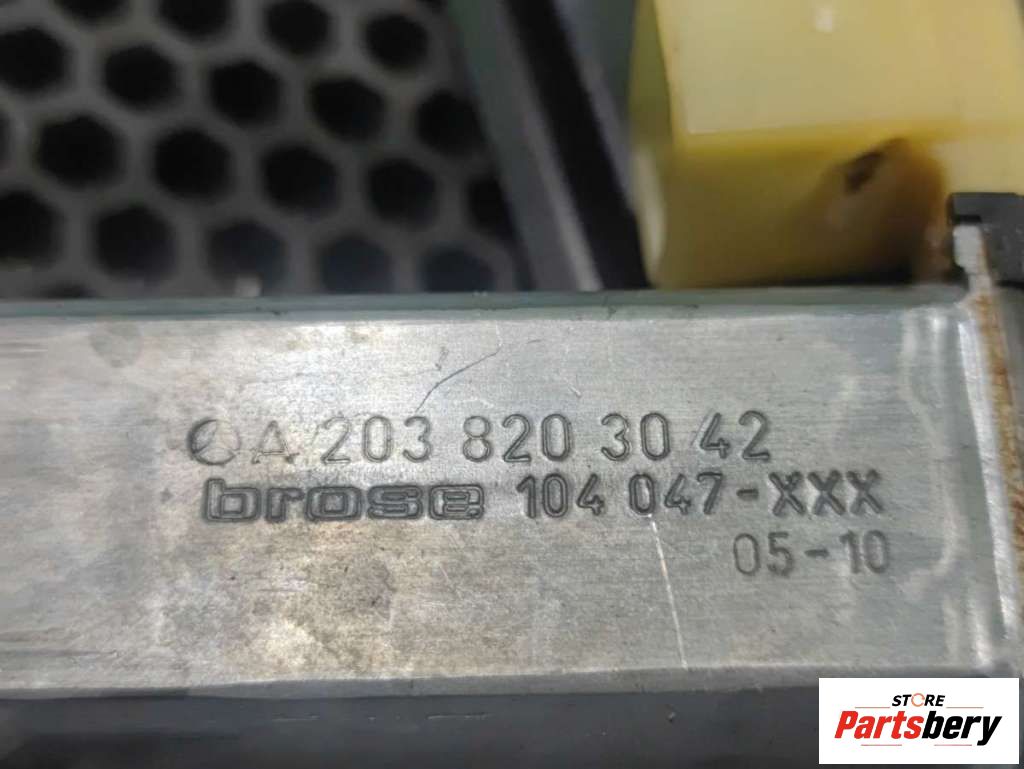 A 203 820 30 42
brose 104 047-XXX
05-10
STORE
Partsbery